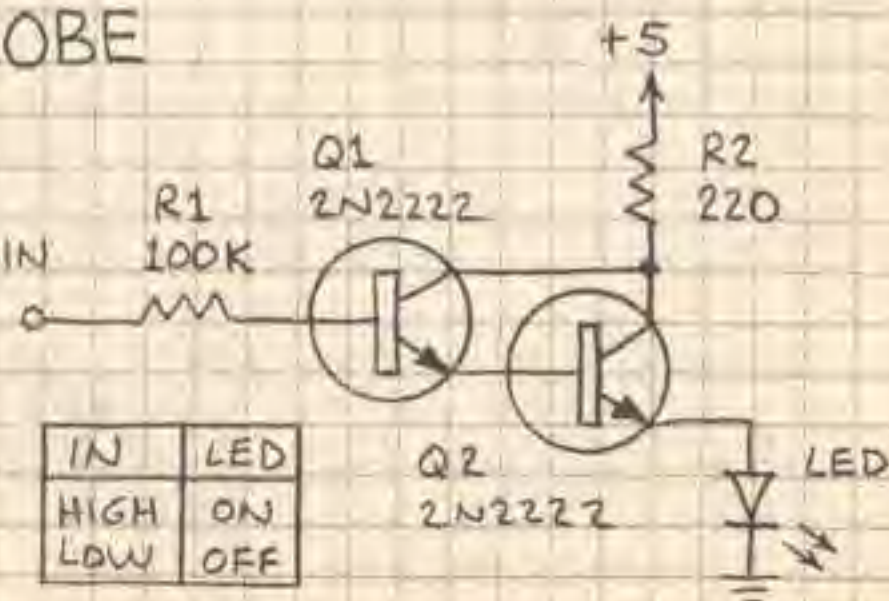 OBE
+5
Q1
2N2222
R2
220
R1
100K
IN
IN LED
HIGH ON
LOW OFF
Q2
2N2222
LED